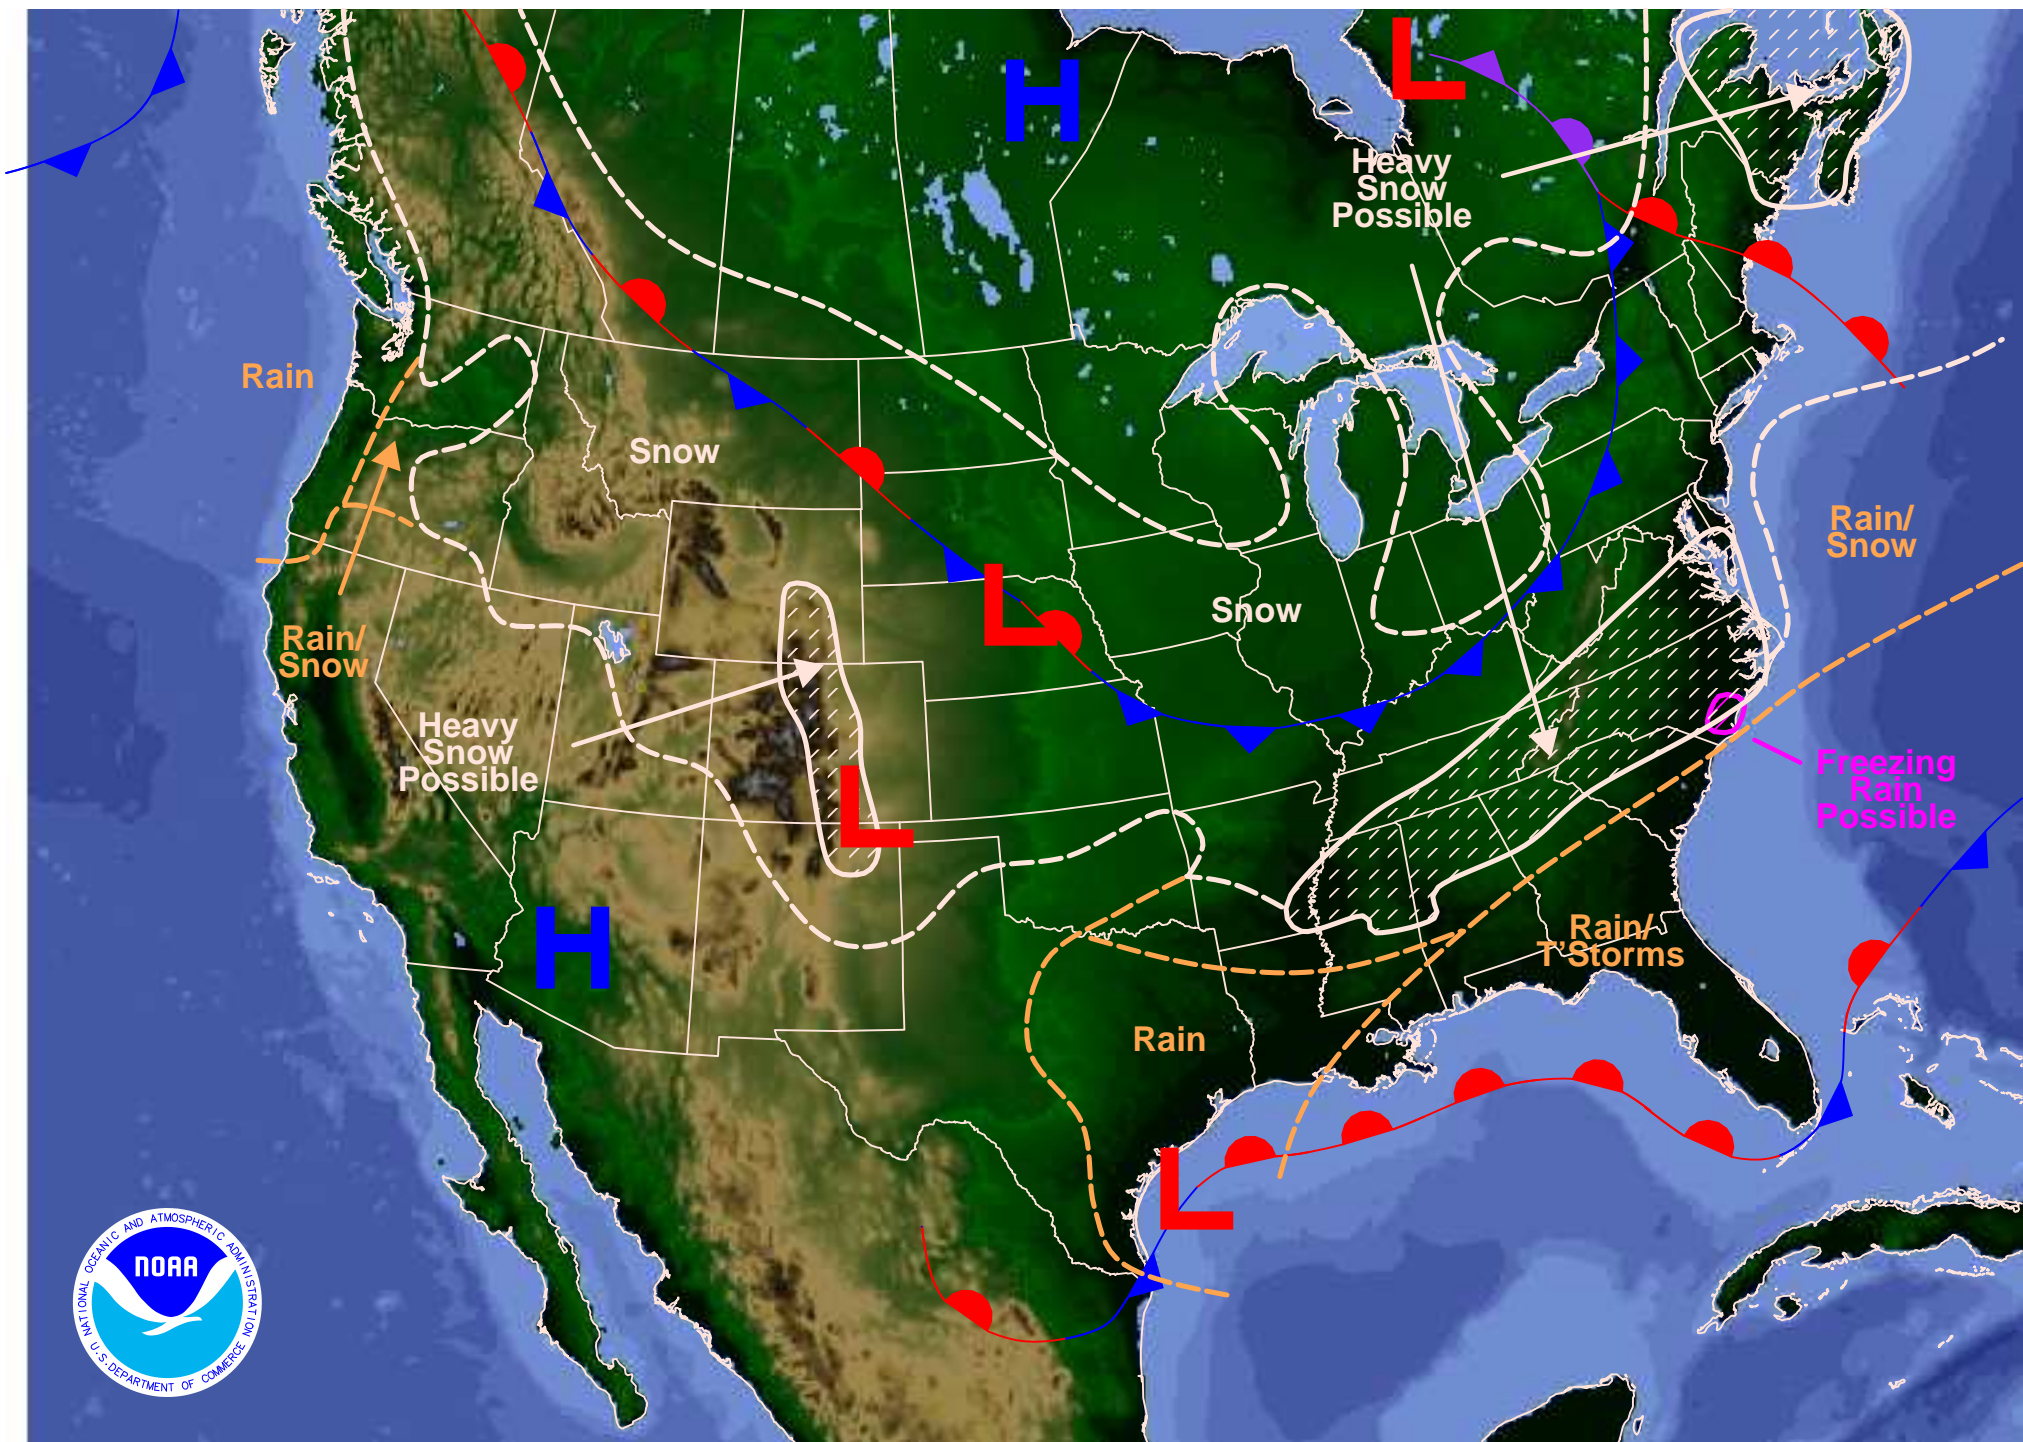 H
L
Heavy
Snow
Possible
Rain
Snow
Rain/
Snow
L
Snow
Rain/
Snow
Heavy
Snow
Possible
Freezing
Rain
Possible
L
H
Rain/
T'Storms
Rain
L
NATIONAL OCEANIC AND ATMOSPHERIC ADMINISTRATION
NOAA
U.S. DEPARTMENT OF COMMERCE